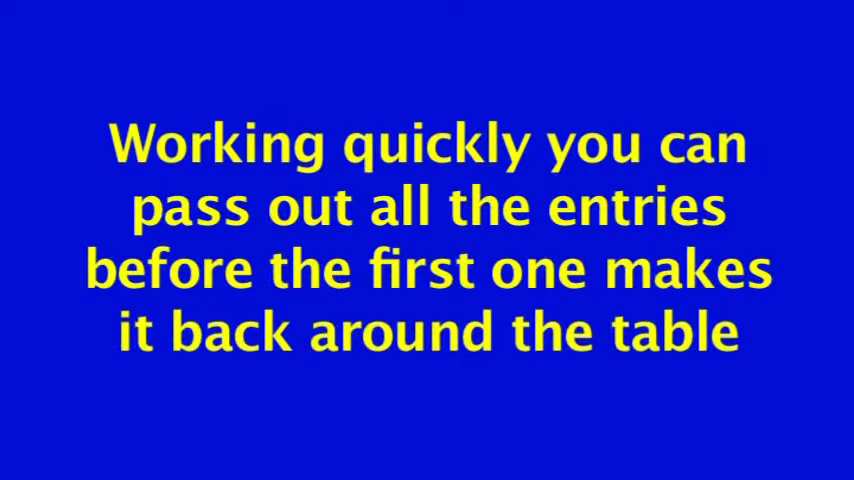 Working quickly you can
pass out all the entries
before the first one makes
it back around the table